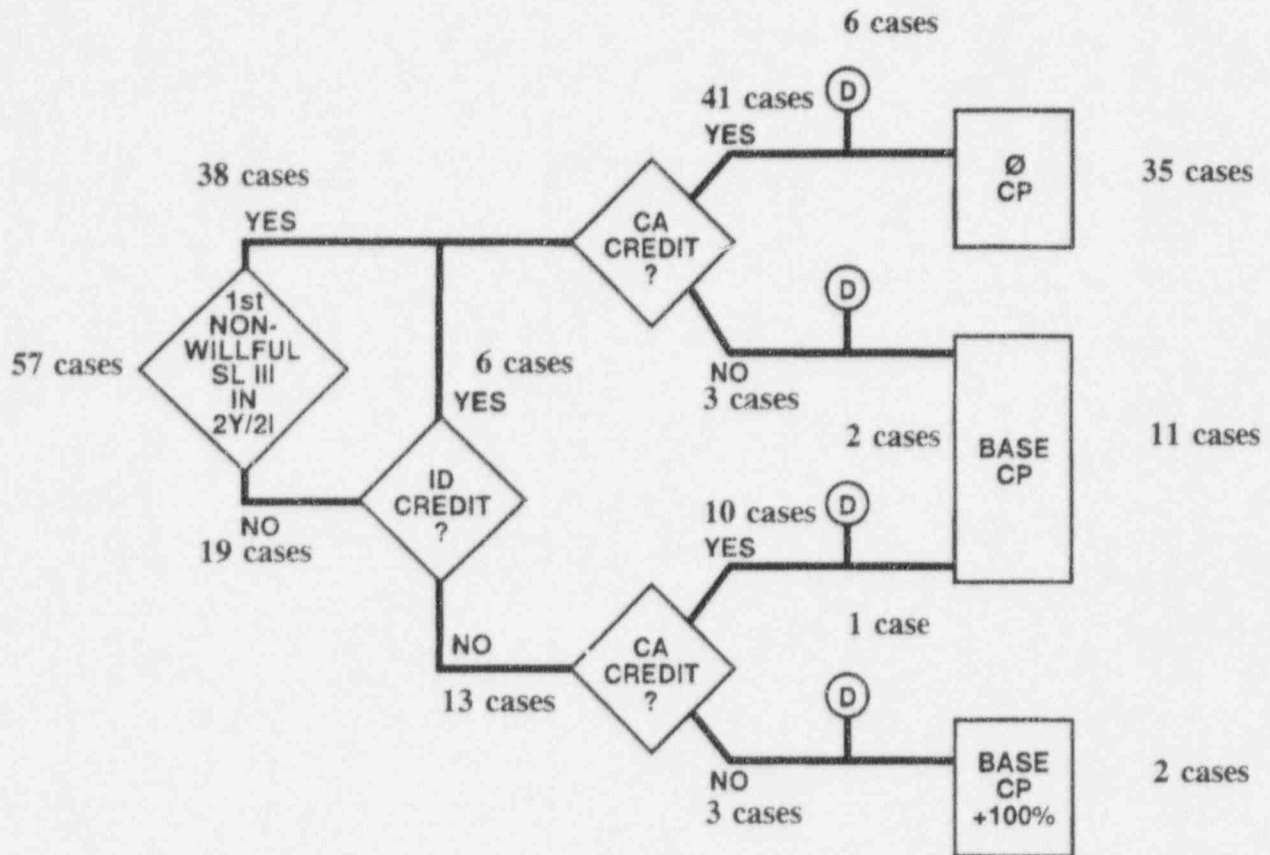 6 cases
41 cases
D
YES
38 cases
YES
Ø
CP
35 cases
CA
CREDIT
?
D
1st
NON-
WILLFUL
SL III
IN
2Y/2I
57 cases
6 cases
YES
NO
3 cases
2 cases
BASE
CP
11 cases
NO
19 cases
ID
CREDIT
?
10 cases
D
YES
1 case
NO
13 cases
CA
CREDIT
?
D
NO
3 cases
BASE
CP
+100%
2 cases